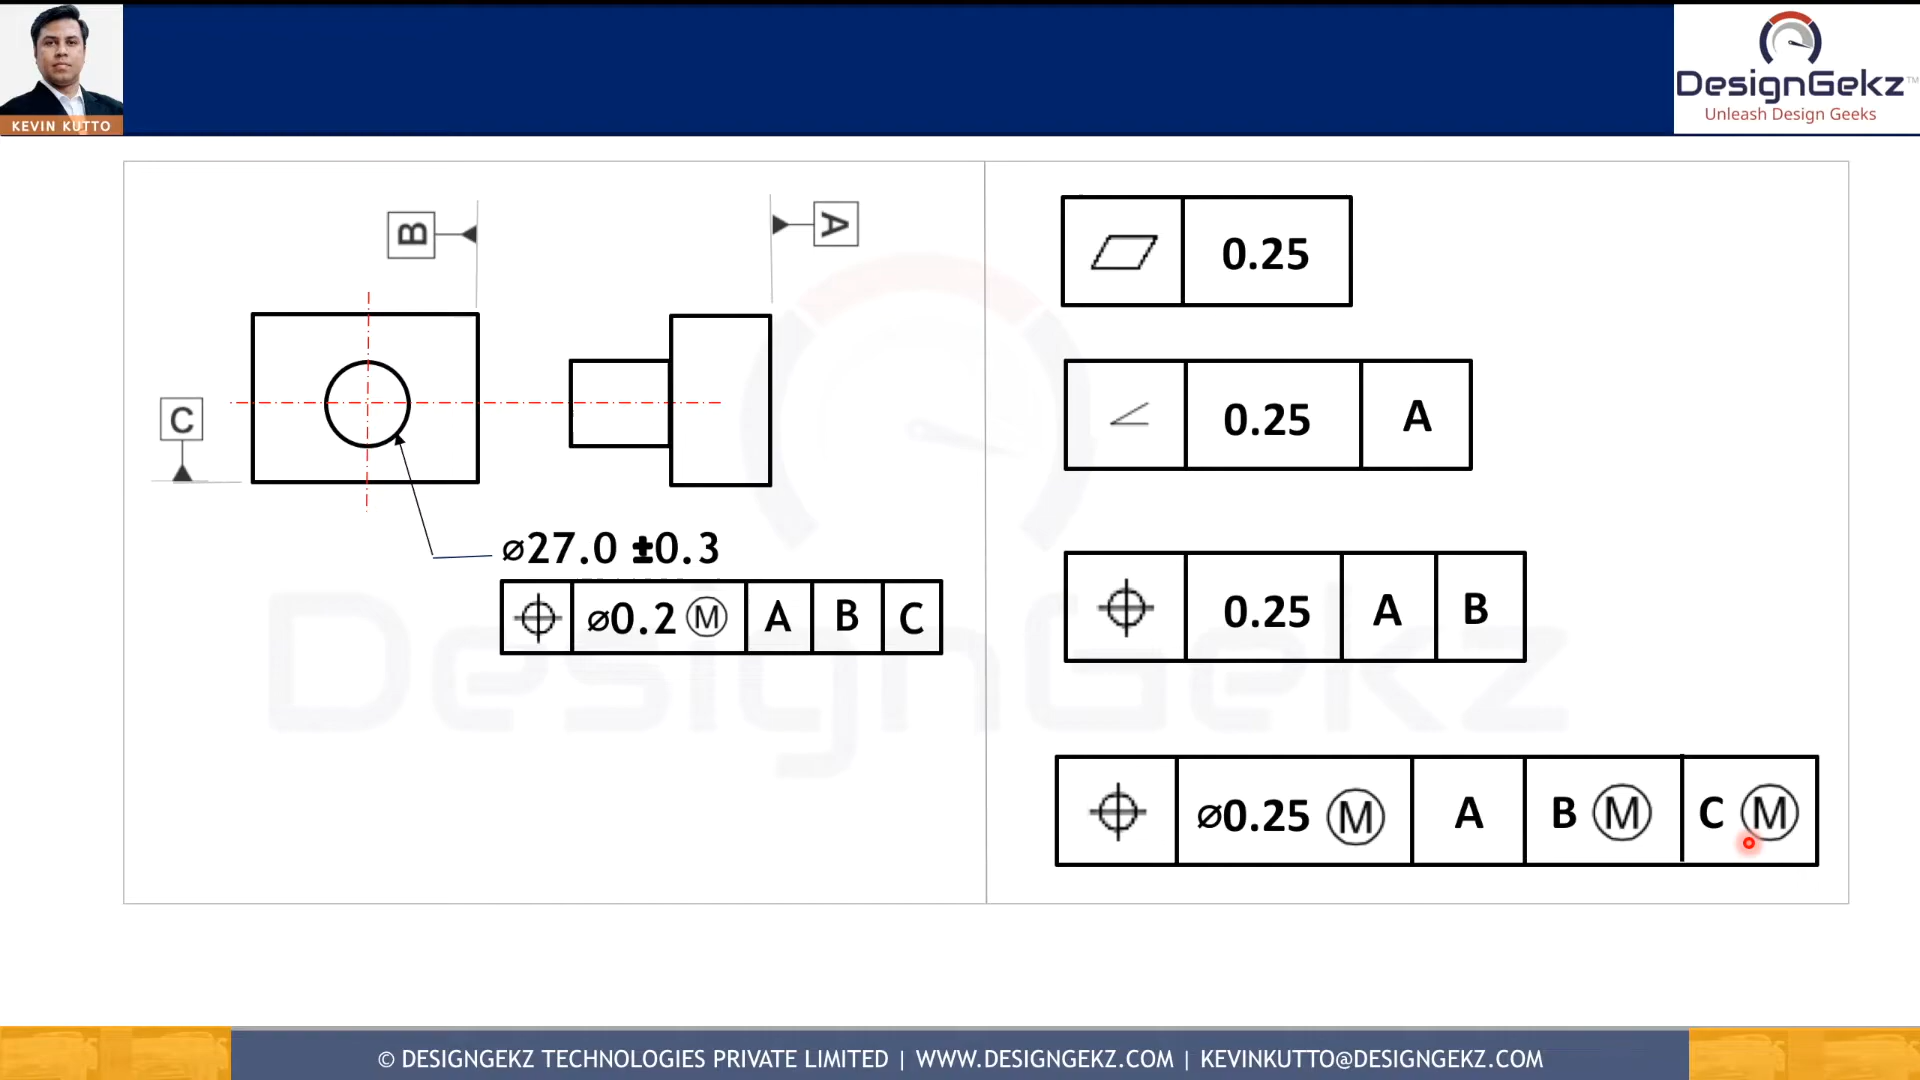 KEVIN KUTTO
DesignGekz™
Unleash Design Geeks
B
A
C
⌀27.0 ±0.3
⌖ ⌀0.2 Ⓜ A B C
⏥ 0.25
∠ 0.25 A
⌖ 0.25 A B
⌖ ⌀0.25 Ⓜ A B Ⓜ C Ⓜ
DesignGekz
© DESIGNGEKZ TECHNOLOGIES PRIVATE LIMITED | WWW.DESIGNGEKZ.COM | KEVINKUTTO@DESIGNGEKZ.COM